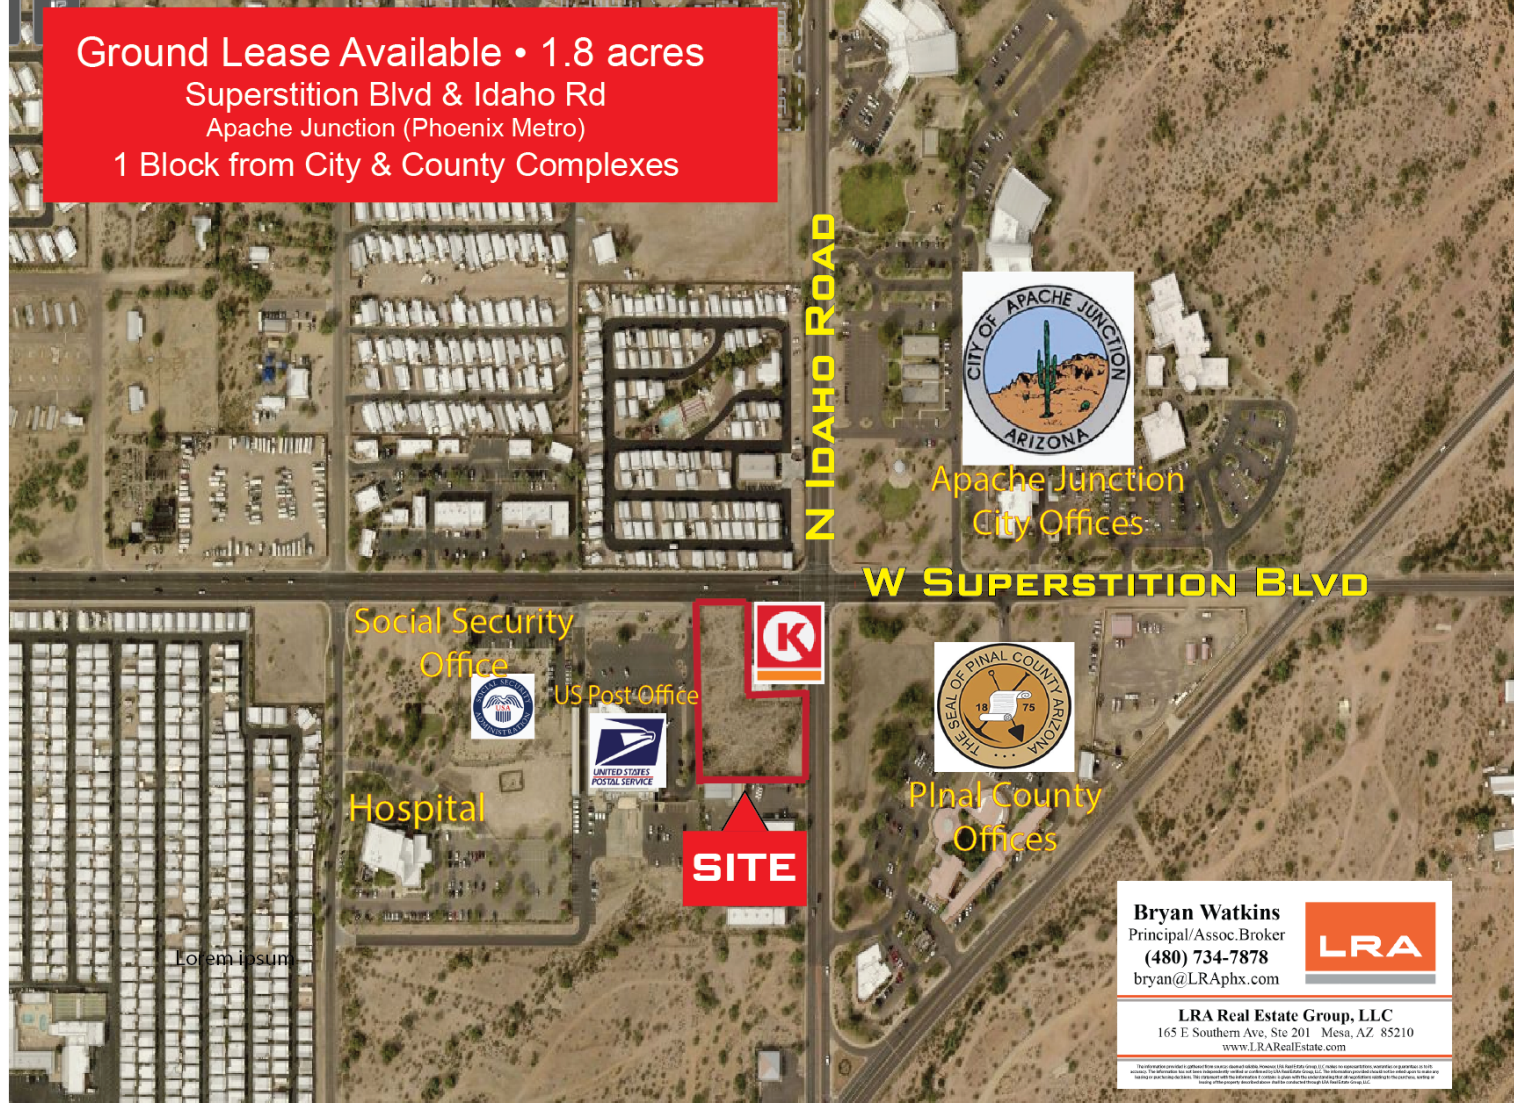 Ground Lease Available • 1.8 acres
Superstition Blvd & Idaho Rd
Apache Junction (Phoenix Metro)
1 Block from City & County Complexes
N IDAHO ROAD
CITY OF APACHE JUNCTION
ARIZONA
Apache Junction
City Offices
W SUPERSTITION BLVD
K
Social Security
Office
SOCIAL SECURITY
USA
ADMINISTRATION
US Post Office
UNITED STATES
POSTAL SERVICE
THE SEAL OF PINAL COUNTY ARIZONA
18 75
PInal County
Offices
Hospital
SITE
Lorem ipsum
Bryan Watkins
Principal/Assoc.Broker
(480) 734-7878
bryan@LRAphx.com
LRA
LRA Real Estate Group, LLC
165 E Southern Ave, Ste 201 Mesa, AZ 85210
www.LRARealEstate.com